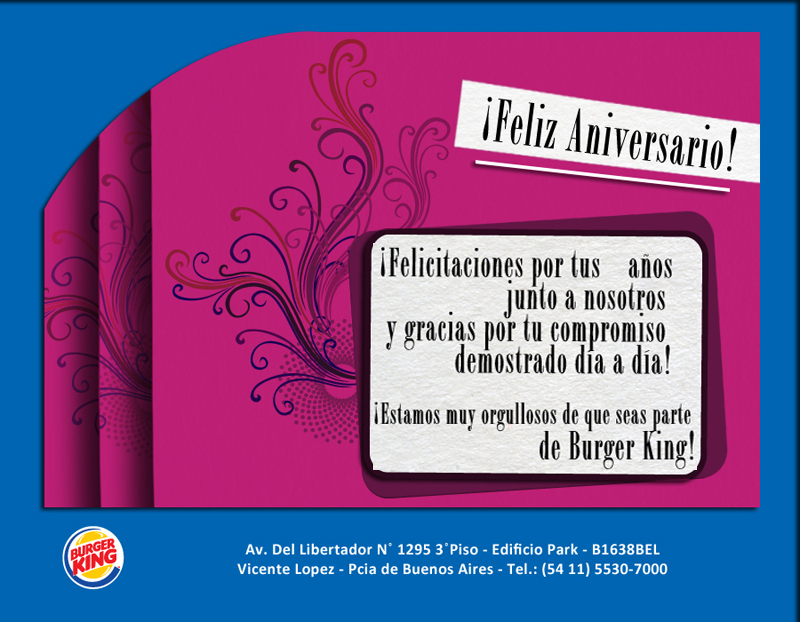 ¡Feliz Aniversario!
¡Felicitaciones por tus años
junto a nosotros
y gracias por tu compromiso
demostrado día a día!
¡Estamos muy orgullosos de que seas parte
de Burger King!
BURGER
KING
Av. Del Libertador N° 1295 3°Piso - Edificio Park - B1638BEL
Vicente Lopez - Pcia de Buenos Aires - Tel.: (54 11) 5530-7000